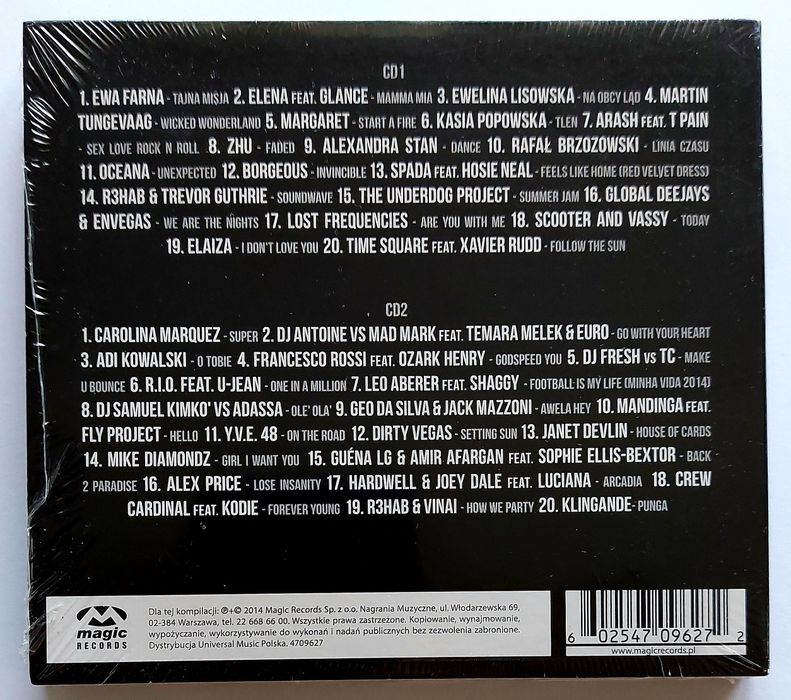 CD1
1. EWA FARNA - TAJNA MISJA 2. ELENA FEAT. GLANCE - MAMMA MIA 3. EWELINA LISOWSKA - NA OBCY LĄD 4. MARTIN
TUNGEVAAG - WICKED WONDERLAND 5. MARGARET - START A FIRE 6. KASIA POPOWSKA - TLEN 7. ARASH FEAT. T PAIN
- SEX LOVE ROCK N ROLL 8. ZHU - FADED 9. ALEXANDRA STAN - DANCE 10. RAFAŁ BRZOZOWSKI - LINIA CZASU
11. OCEANA - UNEXPECTED 12. BORGEOUS - INVINCIBLE 13. SPADA FEAT. HOSIE NEAL - FEELS LIKE HOME (RED VELVET DRESS)
14. R3HAB & TREVOR GUTHRIE - SOUNDWAVE 15. THE UNDERDOG PROJECT - SUMMER JAM 16. GLOBAL DEEJAYS
& ENVEGAS - WE ARE THE NIGHTS 17. LOST FREQUENCIES - ARE YOU WITH ME 18. SCOOTER AND VASSY - TODAY
19. ELAIZA - I DON'T LOVE YOU 20. TIME SQUARE FEAT. XAVIER RUDD - FOLLOW THE SUN
CD2
1. CAROLINA MARQUEZ - SUPER 2. DJ ANTOINE VS MAD MARK FEAT. TEMARA MELEK & EURO - GO WITH YOUR HEART
3. ADI KOWALSKI - O TOBIE 4. FRANCESCO ROSSI FEAT. OZARK HENRY - GODSPEED YOU 5. DJ FRESH vs TC - MAKE
U BOUNCE 6. R.I.O. FEAT. U-JEAN - ONE IN A MILLION 7. LEO ABERER FEAT. SHAGGY - FOOTBALL IS MY LIFE (MINHA VIDA 2014)
8. DJ SAMUEL KIMKO' VS ADASSA - OLE' OLA' 9. GEO DA SILVA & JACK MAZZONI - AWELA HEY 10. MANDINGA FEAT.
FLY PROJECT - HELLO 11. Y.V.E. 48 - ON THE ROAD 12. DIRTY VEGAS - SETTING SUN 13. JANET DEVLIN - HOUSE OF CARDS
14. MIKE DIAMONDZ - GIRL I WANT YOU 15. GUÉNA LG & AMIR AFARGAN FEAT. SOPHIE ELLIS-BEXTOR - BACK
2 PARADISE 16. ALEX PRICE - LOSE INSANITY 17. HARDWELL & JOEY DALE FEAT. LUCIANA - ARCADIA 18. CREW
CARDINAL FEAT. KODIE - FOREVER YOUNG 19. R3HAB & VINAI - HOW WE PARTY 20. KLINGANDE - PUNGA
magic
RECORDS
Dla tej kompilacji: ℗+© 2014 Magic Records Sp. z o.o. Nagrania Muzyczne, ul. Włodarzewska 69,
02-384 Warszawa, tel. 22 668 66 00. Wszystkie prawa zastrzeżone. Kopiowanie, wynajmowanie,
wypożyczanie, wykorzystywanie do wykonań i nadań publicznych bez zezwolenia zabronione.
Dystrybucja Universal Music Polska. 4709627
6 02547 09627 2
www.magicrecords.pl